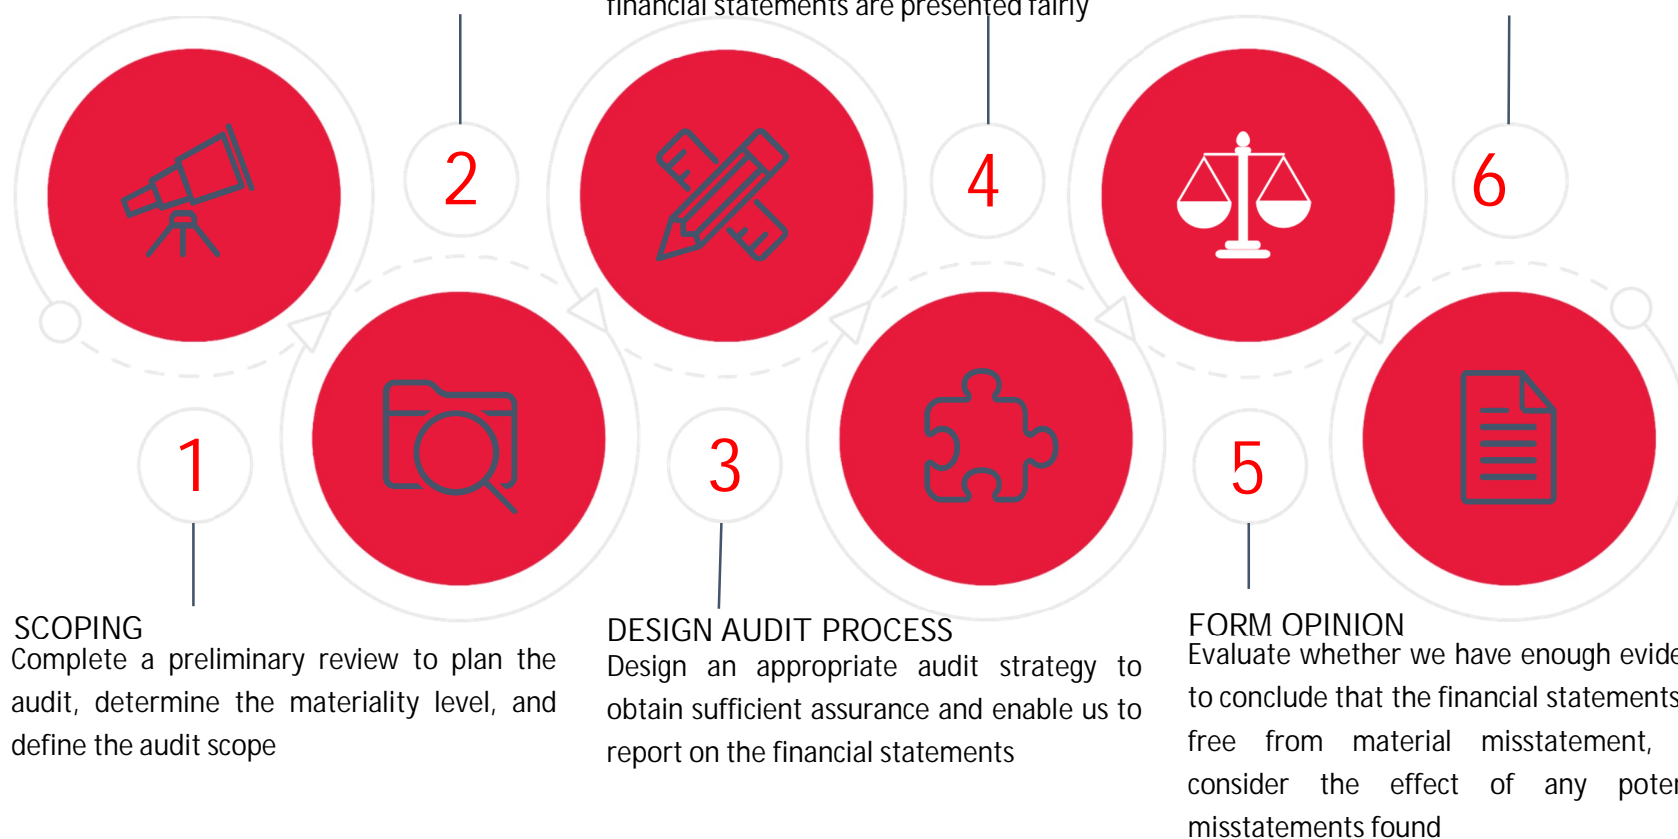 financial statements are presented fairly
2
4
6
1
3
5
SCOPING
Complete a preliminary review to plan the
audit, determine the materiality level, and
define the audit scope
DESIGN AUDIT PROCESS
Design an appropriate audit strategy to
obtain sufficient assurance and enable us to
report on the financial statements
FORM OPINION
Evaluate whether we have enough
to conclude that the financial statements
free from material misstatement,
consider the effect of any
misstatements found